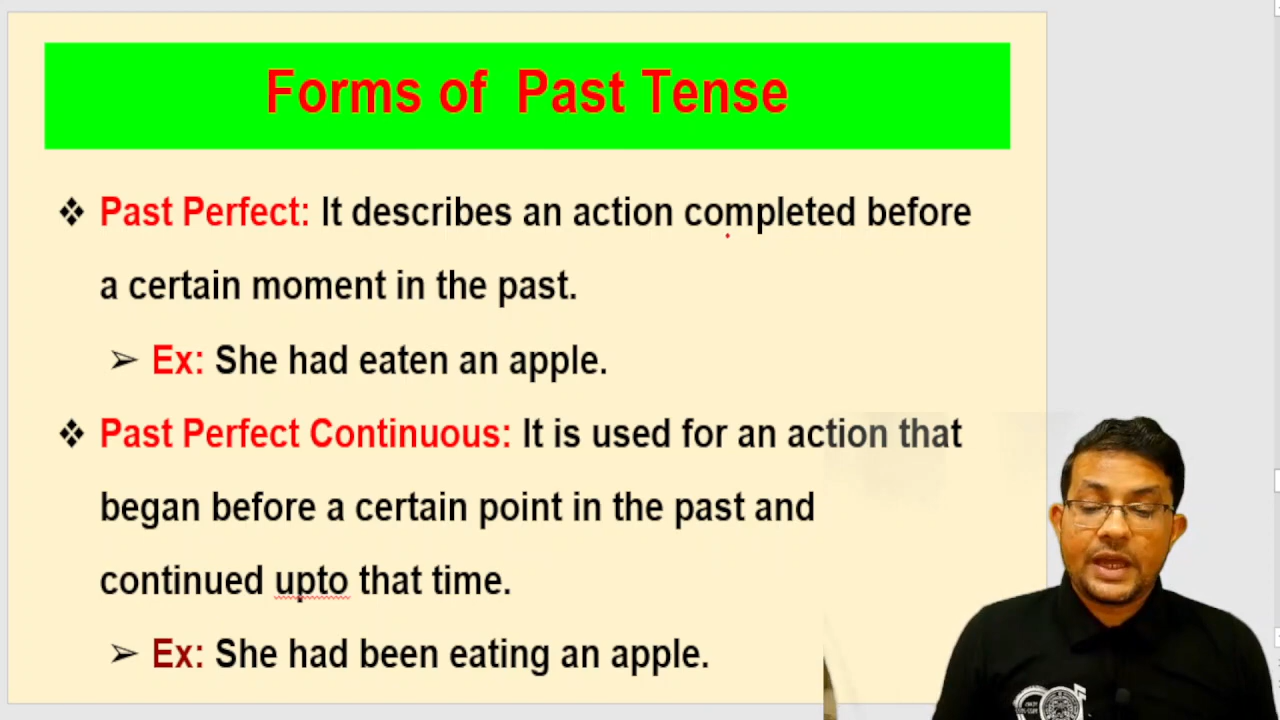 Forms of Past Tense
❖ Past Perfect: It describes an action completed before
a certain moment in the past.
➢ Ex: She had eaten an apple.
❖ Past Perfect Continuous: It is used for an action that
began before a certain point in the past and
continued upto that time.
➢ Ex: She had been eating an apple.